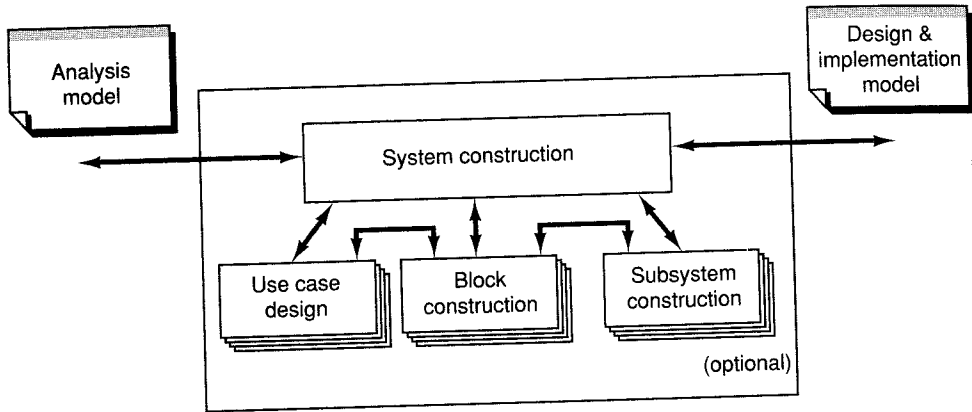 Analysis
model
Design &
implementation
model
System construction
Use case
design
Block
construction
Subsystem
construction
(optional)